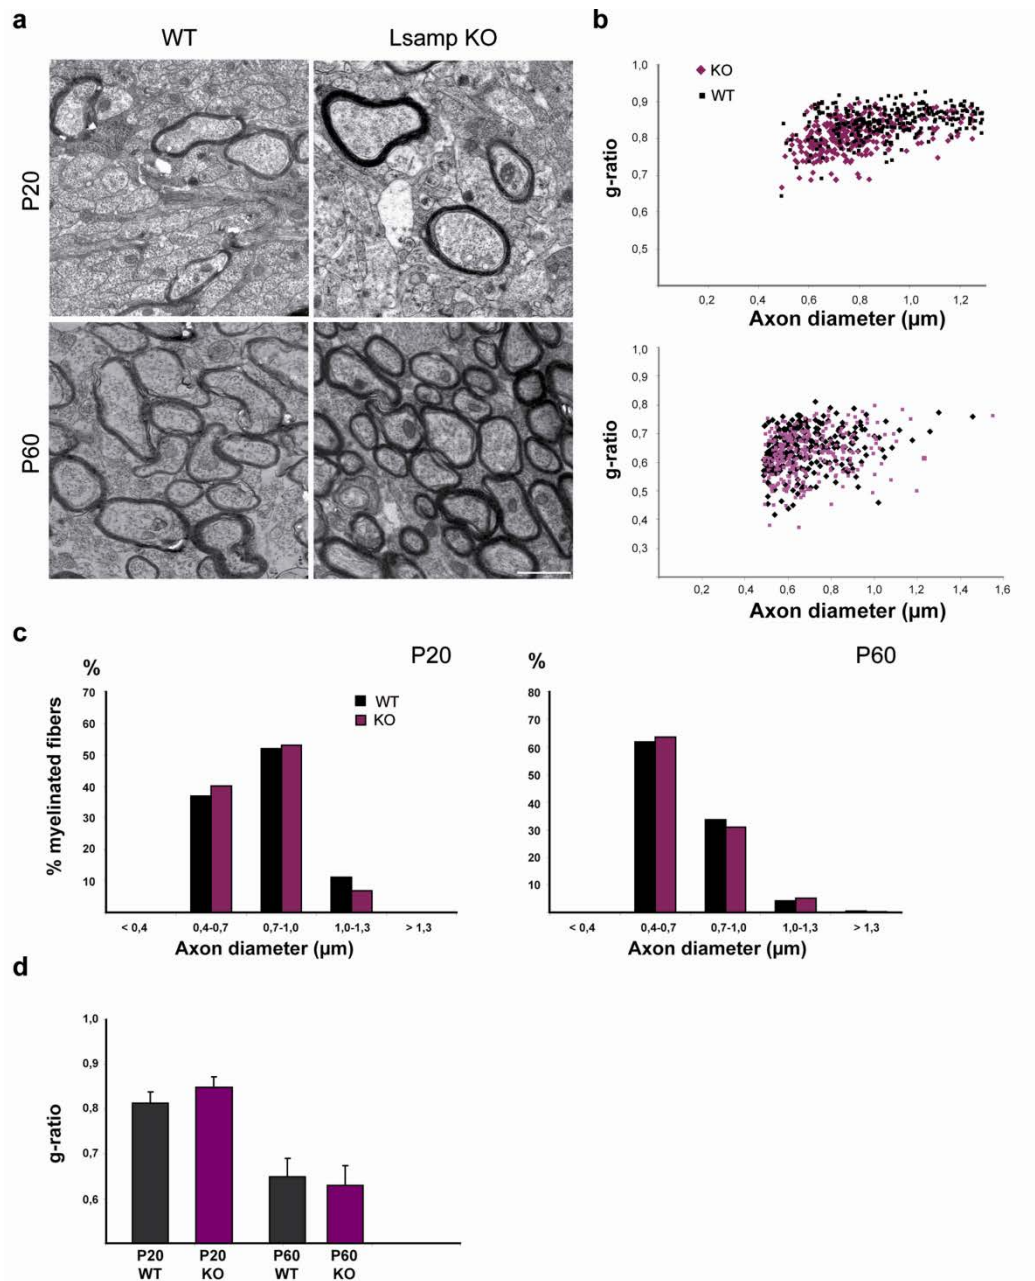 a
WT
Lsamp KO
P20
P60
b
1,0
0,9
0,8
0,7
0,6
0,5
g-ratio
KO
WT
0,2 0,4 0,6 0,8 1,0 1,2
Axon diameter (µm)
1,0
0,9
0,8
0,7
0,6
0,5
0,4
0,3
g-ratio
0,2 0,4 0,6 0,8 1,0 1,2 1,4 1,6
Axon diameter (µm)
c
P20
%
70
60
50
40
30
20
10
% myelinated fibers
WT
KO
< 0,4 0,4-0,7 0,7-1,0 1,0-1,3 > 1,3
Axon diameter (µm)
P60
%
80
70
60
50
40
30
20
10
< 0,4 0,4-0,7 0,7-1,0 1,0-1,3 > 1,3
Axon diameter (µm)
d
1,0
0,9
0,8
0,7
0,6
g-ratio
P20 P20 P60 P60
WT KO WT KO